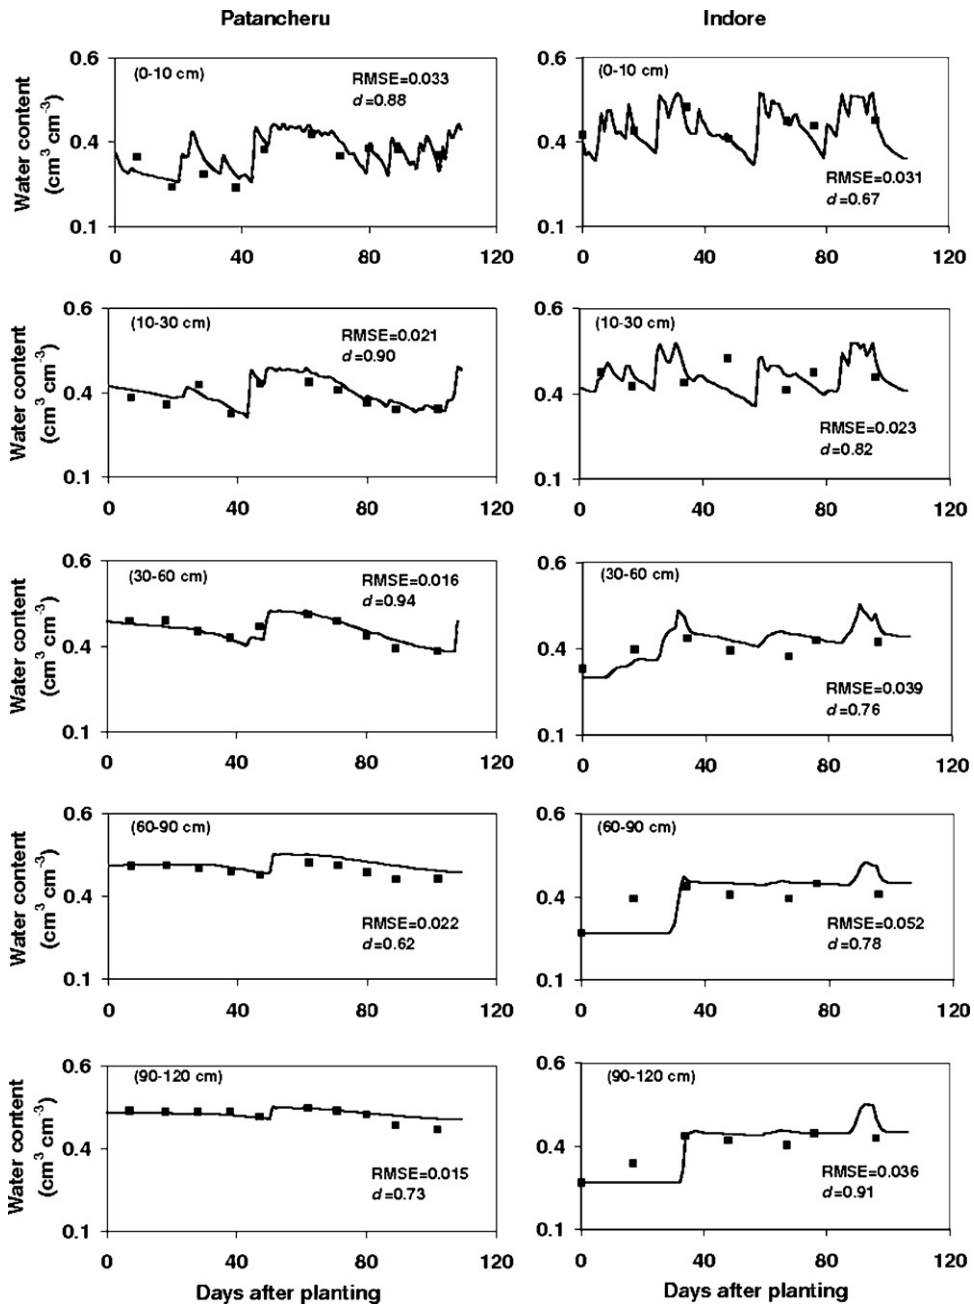 Patancheru
Indore
Water content
(cm³ cm⁻³)
0.6
0.4
0.1
(0-10 cm)
RMSE=0.033
d=0.88
0
40
80
120
0.6
0.4
0.1
(0-10 cm)
RMSE=0.031
d=0.67
0
40
80
120
Water content
(cm³ cm⁻³)
0.6
0.4
0.1
(10-30 cm)
RMSE=0.021
d=0.90
0
40
80
120
0.6
0.4
0.1
(10-30 cm)
RMSE=0.023
d=0.82
0
40
80
120
Water content
(cm³ cm⁻³)
0.6
0.4
0.1
(30-60 cm)
RMSE=0.016
d=0.94
0
40
80
120
0.6
0.4
0.1
(30-60 cm)
RMSE=0.039
d=0.76
0
40
80
120
Water content
(cm³ cm⁻³)
0.6
0.4
0.1
(60-90 cm)
RMSE=0.022
d=0.62
0
40
80
120
0.6
0.4
0.1
(60-90 cm)
RMSE=0.052
d=0.78
0
40
80
120
Water content
(cm³ cm⁻³)
0.6
0.4
0.1
(90-120 cm)
RMSE=0.015
d=0.73
0
40
80
120
Days after planting
0.6
0.4
0.1
(90-120 cm)
RMSE=0.036
d=0.91
0
40
80
120
Days after planting